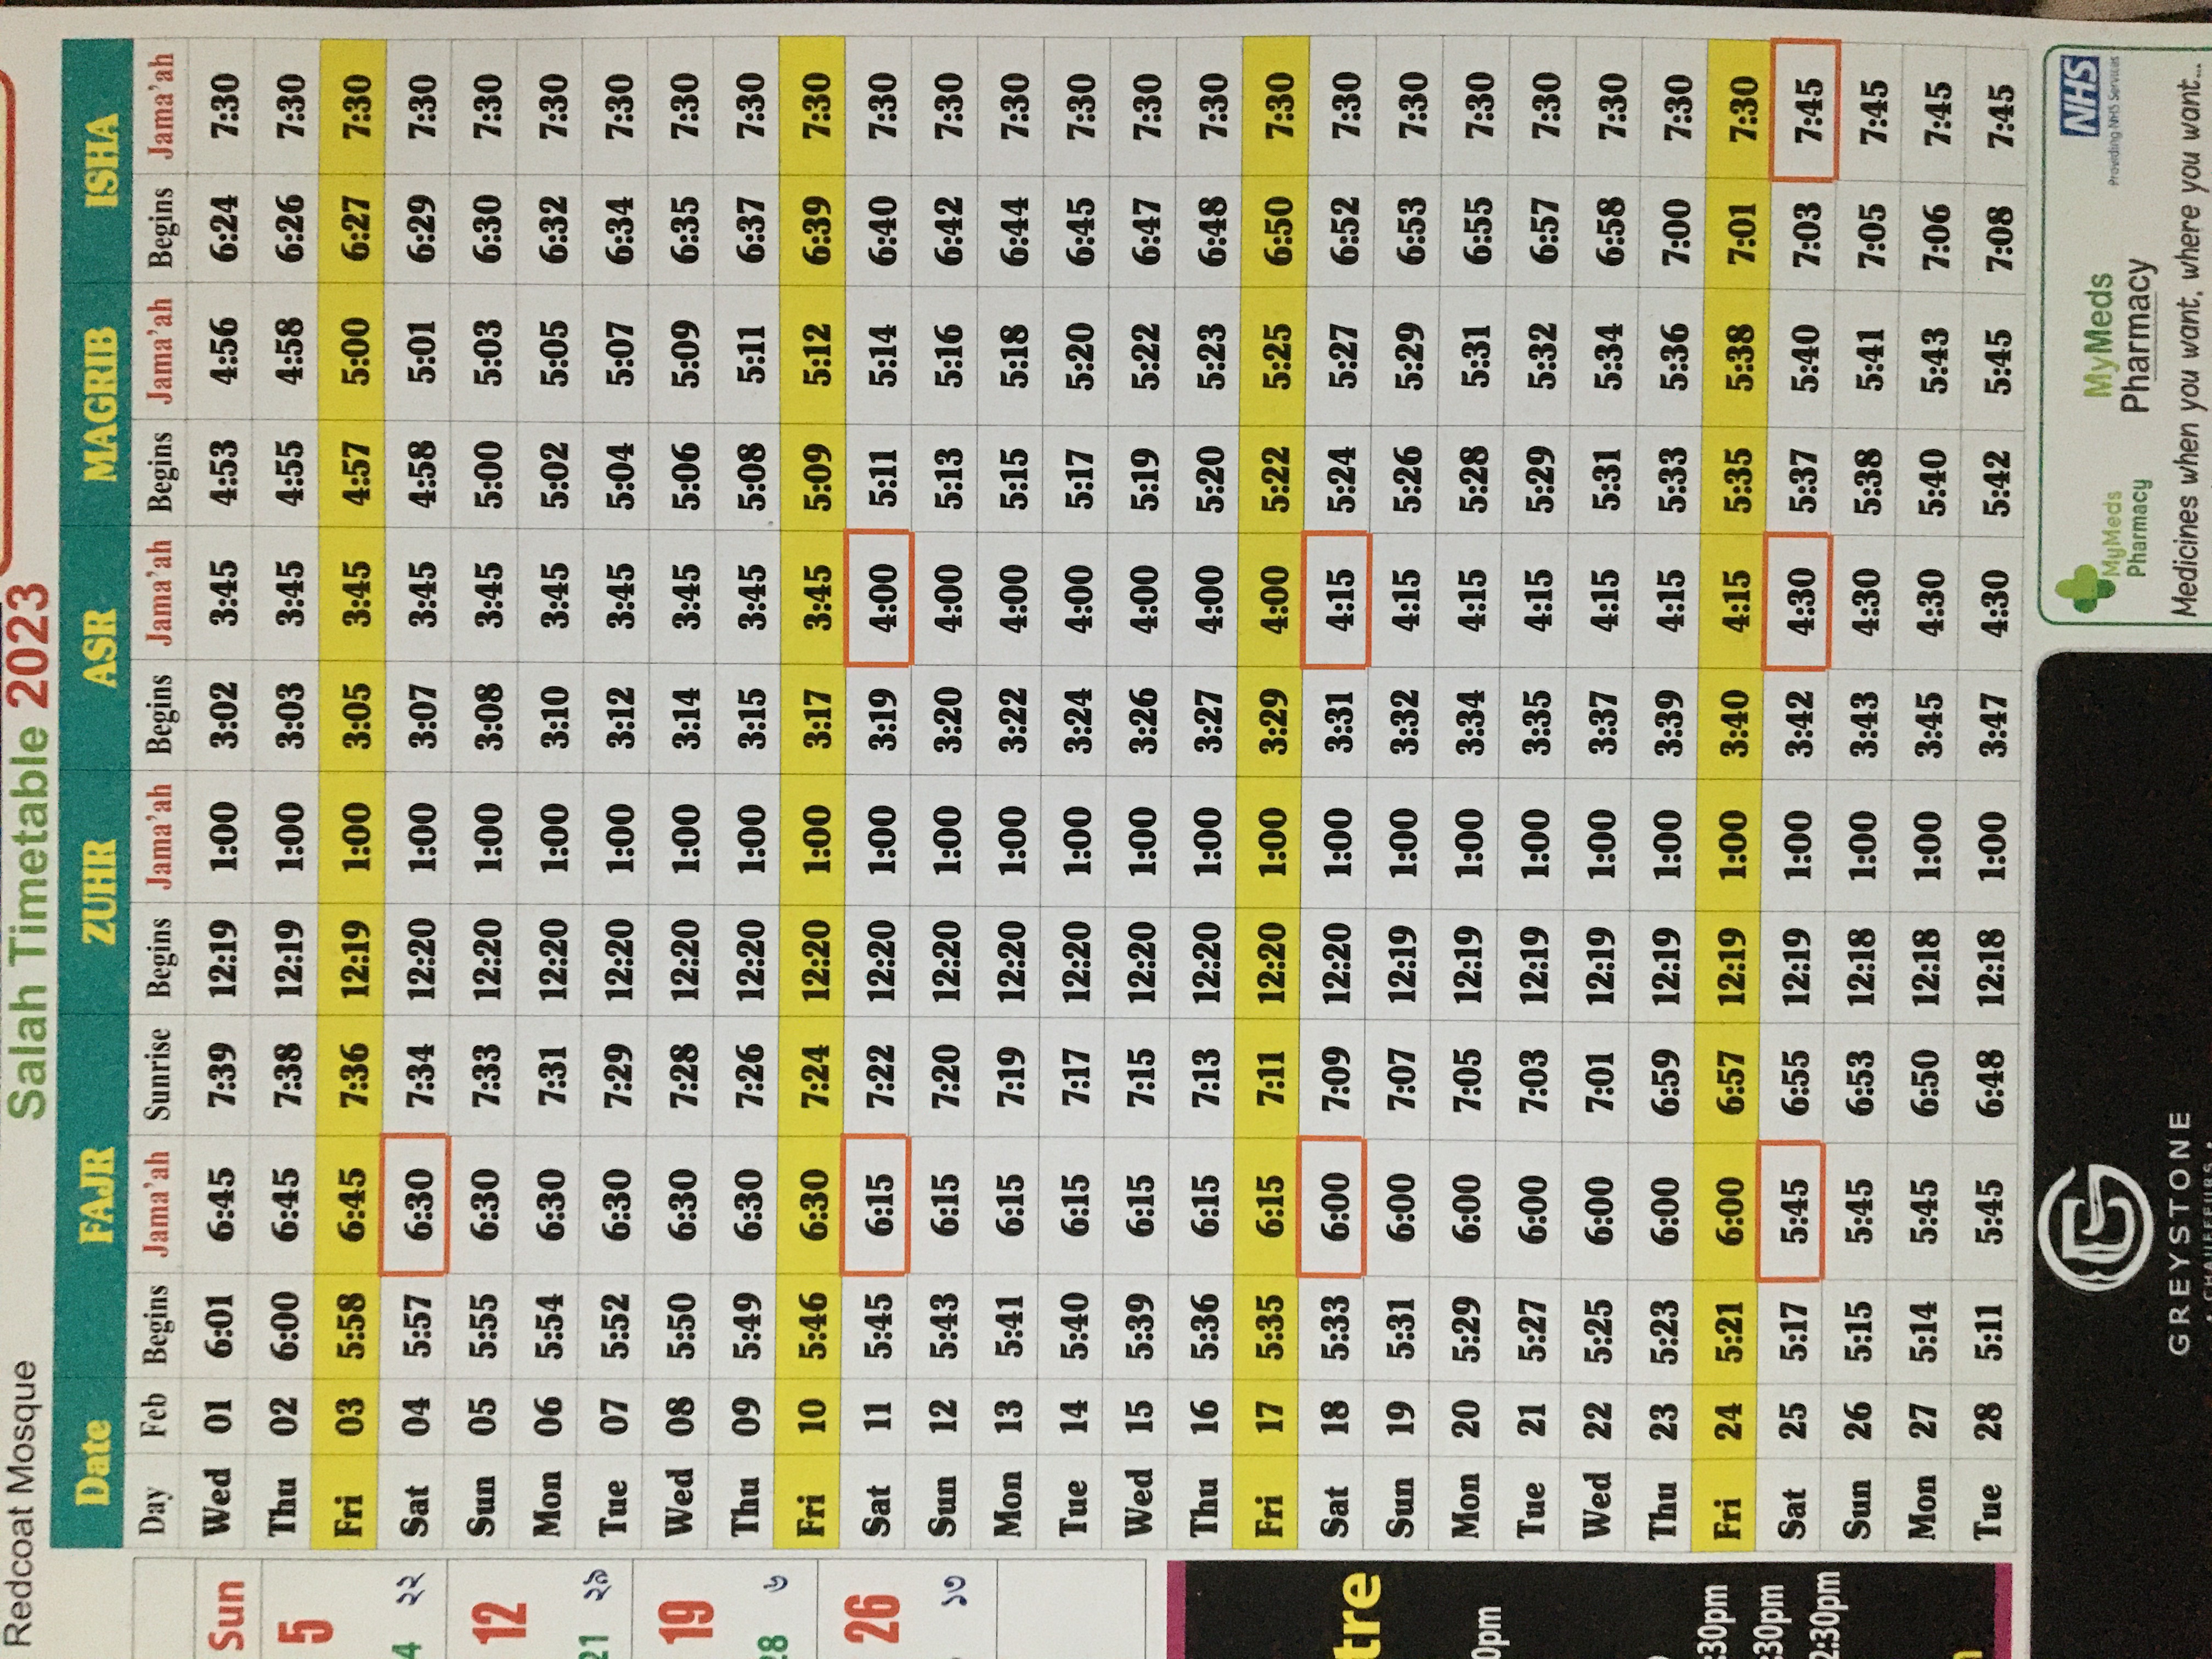 Redcoat Mosque
Salah Timetable 2023
Date FAJR ZUHR ASR MAGRIB ISHA
Day Feb Begins Jama'ah Sunrise Begins Jama'ah Begins Jama'ah Begins Jama'ah Begins Jama'ah
Wed 01 6:01 6:45 7:39 12:19 1:00 3:02 3:45 4:53 4:56 6:24 7:30
Thu 02 6:00 6:45 7:38 12:19 1:00 3:03 3:45 4:55 4:58 6:26 7:30
Fri 03 5:58 6:45 7:36 12:19 1:00 3:05 3:45 4:57 5:00 6:27 7:30
Sat 04 5:57 6:30 7:34 12:20 1:00 3:07 3:45 4:58 5:01 6:29 7:30
Sun 05 5:55 6:30 7:33 12:20 1:00 3:08 3:45 5:00 5:03 6:30 7:30
Mon 06 5:54 6:30 7:31 12:20 1:00 3:10 3:45 5:02 5:05 6:32 7:30
Tue 07 5:52 6:30 7:29 12:20 1:00 3:12 3:45 5:04 5:07 6:34 7:30
Wed 08 5:50 6:30 7:28 12:20 1:00 3:14 3:45 5:06 5:09 6:35 7:30
Thu 09 5:49 6:30 7:26 12:20 1:00 3:15 3:45 5:08 5:11 6:37 7:30
Fri 10 5:46 6:30 7:24 12:20 1:00 3:17 3:45 5:09 5:12 6:39 7:30
Sat 11 5:45 6:15 7:22 12:20 1:00 3:19 4:00 5:11 5:14 6:40 7:30
Sun 12 5:43 6:15 7:20 12:20 1:00 3:20 4:00 5:13 5:16 6:42 7:30
Mon 13 5:41 6:15 7:19 12:20 1:00 3:22 4:00 5:15 5:18 6:44 7:30
Tue 14 5:40 6:15 7:17 12:20 1:00 3:24 4:00 5:17 5:20 6:45 7:30
Wed 15 5:39 6:15 7:15 12:20 1:00 3:26 4:00 5:19 5:22 6:47 7:30
Thu 16 5:36 6:15 7:13 12:20 1:00 3:27 4:00 5:20 5:23 6:48 7:30
Fri 17 5:35 6:15 7:11 12:20 1:00 3:29 4:00 5:22 5:25 6:50 7:30
Sat 18 5:33 6:00 7:09 12:20 1:00 3:31 4:15 5:24 5:27 6:52 7:30
Sun 19 5:31 6:00 7:07 12:19 1:00 3:32 4:15 5:26 5:29 6:53 7:30
Mon 20 5:29 6:00 7:05 12:19 1:00 3:34 4:15 5:28 5:31 6:55 7:30
Tue 21 5:27 6:00 7:03 12:19 1:00 3:35 4:15 5:29 5:32 6:57 7:30
Wed 22 5:25 6:00 7:01 12:19 1:00 3:37 4:15 5:31 5:34 6:58 7:30
Thu 23 5:23 6:00 6:59 12:19 1:00 3:39 4:15 5:33 5:36 7:00 7:30
Fri 24 5:21 6:00 6:57 12:19 1:00 3:40 4:15 5:35 5:38 7:01 7:30
Sat 25 5:17 5:45 6:55 12:19 1:00 3:42 4:30 5:37 5:40 7:03 7:45
Sun 26 5:15 5:45 6:53 12:18 1:00 3:43 4:30 5:38 5:41 7:05 7:45
Mon 27 5:14 5:45 6:50 12:18 1:00 3:45 4:30 5:40 5:43 7:06 7:45
Tue 28 5:11 5:45 6:48 12:18 1:00 3:47 4:30 5:42 5:45 7:08 7:45
Sun
5
4 ২২
12
21 ২৯
19
28 ৬
26
১৩
tre
0pm
:30pm
:30pm
2:30pm
GREYSTONE
• CHAUFFEURS •
MyMeds
Pharmacy
MyMeds
Pharmacy
NHS
Providing NHS Services
Medicines when you want, where you want...